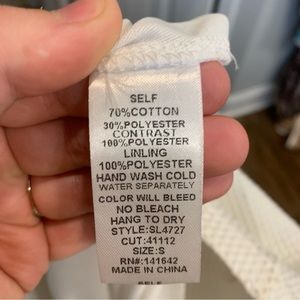 SELF
70%COTTON
30%POLYESTER
CONTRAST
100%POLYESTER
LINLING
100%POLYESTER
HAND WASH COLD
WATER SEPARATELY
COLOR WILL BLEED
NO BLEACH
HANG TO DRY
STYLE:SL4727
CUT:41112
SIZE:S
RN#:141642
MADE IN CHINA
SELF